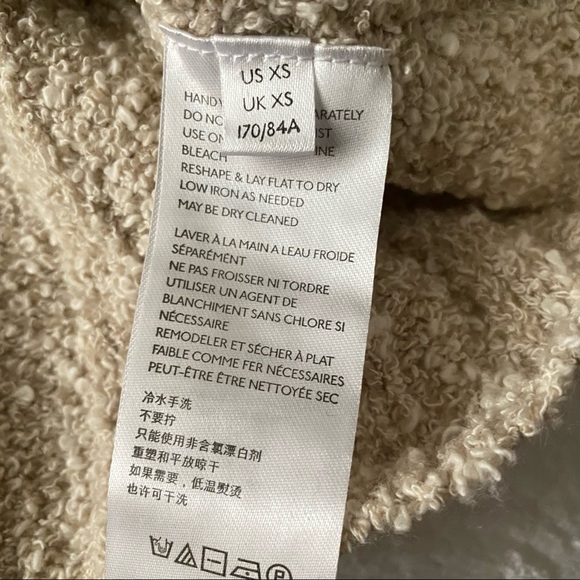 US XS
UK XS
170/84A
HAND
ARATELY
DO NO
USE ON
INE
BLEACH
RESHAPE & LAY FLAT TO DRY
LOW IRON AS NEEDED
MAY BE DRY CLEANED
LAVER À LA MAIN A LEAU FROIDE
SÉPARÉMENT
NE PAS FROISSER NI TORDRE
UTILISER UN AGENT DE
BLANCHIMENT SANS CHLORE SI
NÉCESSAIRE
REMODELER ET SÉCHER À PLAT
FAIBLE COMME FER NÉCESSAIRES
PEUT-ÊTRE ÊTRE NETTOYÉE SEC
冷水手洗
不要拧
只能使用非含氯漂白剂
重塑和平放晾干
如果需要，低温熨烫
也许可干洗